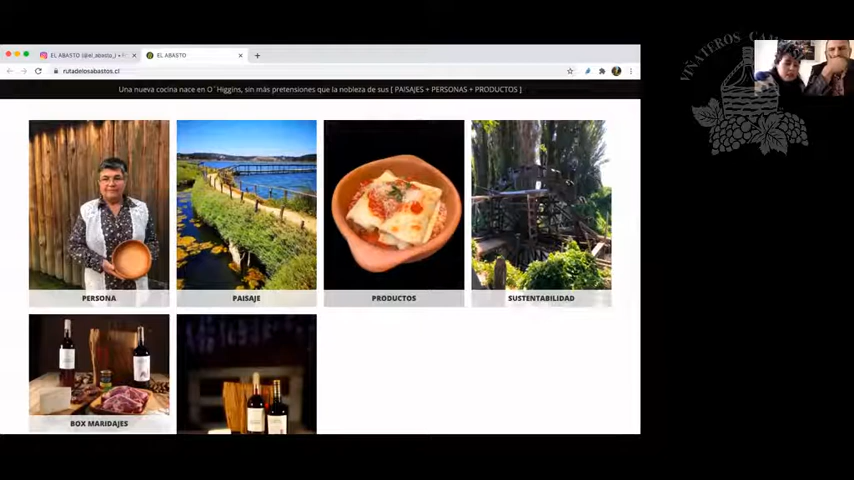 EL ABASTO (@el_abasto_) • I
EL ABASTO
rutadelosabastos.cl
Una nueva cocina nace en O´Higgins, sin más pretensiones que la nobleza de sus [ PAISAJES + PERSONAS + PRODUCTOS ]
VIÑATEROS
PERSONA
PAISAJE
PRODUCTOS
SUSTENTABILIDAD
BOX MARIDAJES